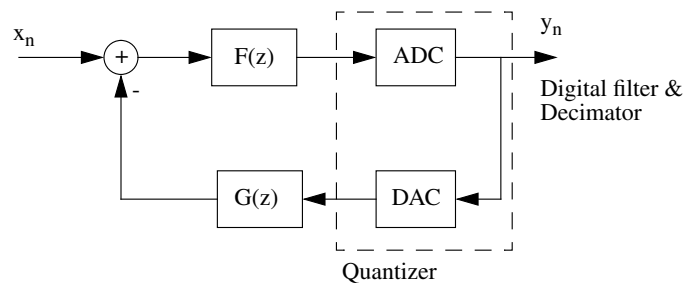 x_n
y_n
+
F(z)
ADC
-
Digital filter &
Decimator
G(z)
DAC
Quantizer